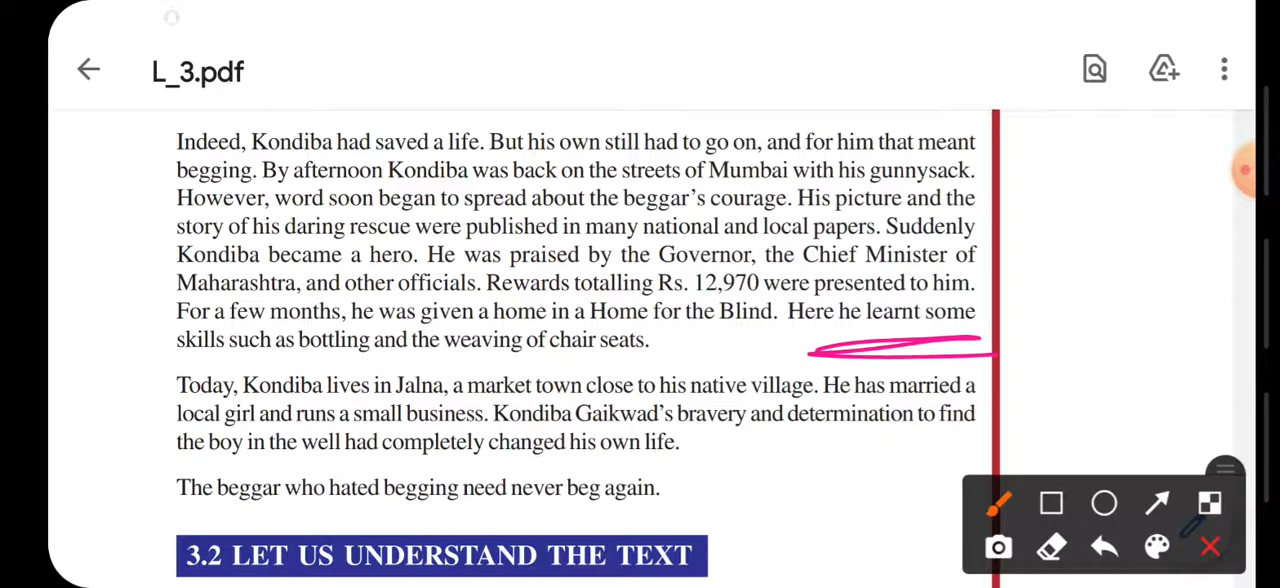 L_3.pdf
Indeed, Kondiba had saved a life. But his own still had to go on, and for him that meant
begging. By afternoon Kondiba was back on the streets of Mumbai with his gunnysack.
However, word soon began to spread about the beggar's courage. His picture and the
story of his daring rescue were published in many national and local papers. Suddenly
Kondiba became a hero. He was praised by the Governor, the Chief Minister of
Maharashtra, and other officials. Rewards totalling Rs. 12,970 were presented to him.
For a few months, he was given a home in a Home for the Blind. Here he learnt some
skills such as bottling and the weaving of chair seats.
Today, Kondiba lives in Jalna, a market town close to his native village. He has married a
local girl and runs a small business. Kondiba Gaikwad's bravery and determination to find
the boy in the well had completely changed his own life.
The beggar who hated begging need never beg again.
3.2 LET US UNDERSTAND THE TEXT